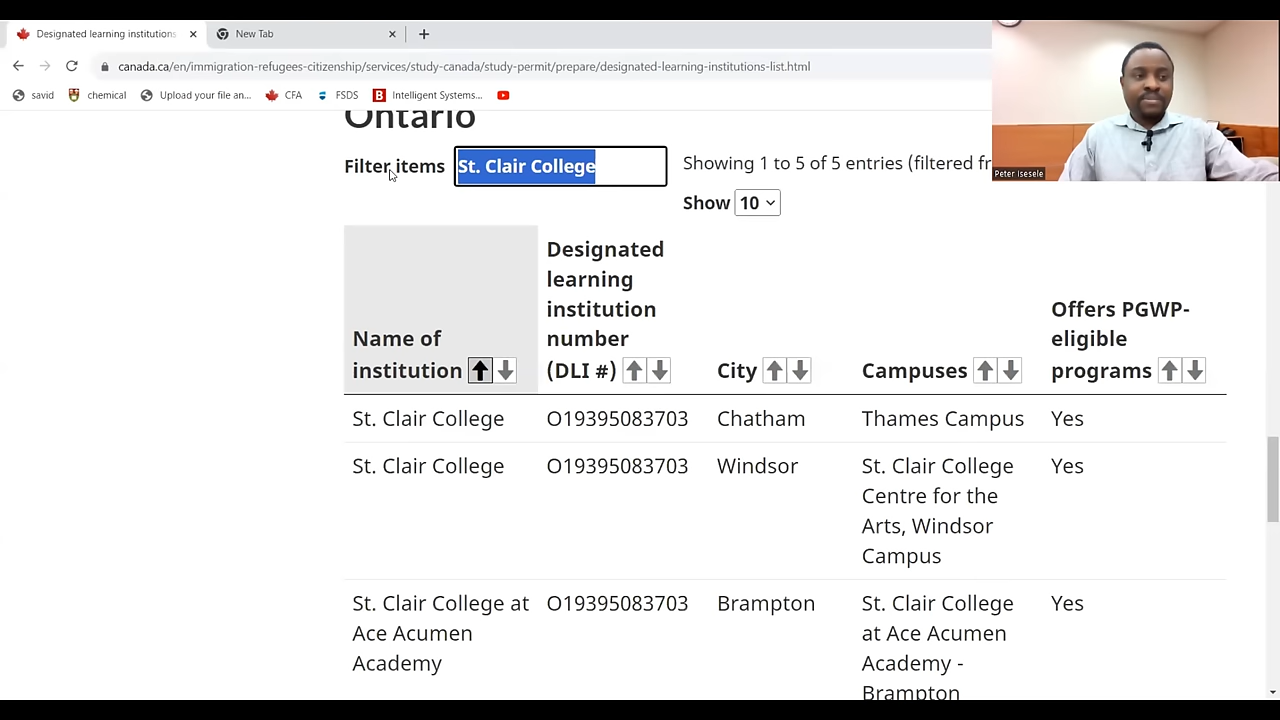 Designated learning institutions
New Tab
canada.ca/en/immigration-refugees-citizenship/services/study-canada/study-permit/prepare/designated-learning-institutions-list.html
savid
chemical
Upload your file an...
CFA
FSDS
Intelligent Systems...
Peter Isesele
Ontario
Filter items
St. Clair College
Showing 1 to 5 of 5 entries (filtered fr
Show 10
Name of
institution
Designated
learning
institution
number
(DLI #)
City
Campuses
Offers PGWP-
eligible
programs
St. Clair College O19395083703 Chatham Thames Campus Yes
St. Clair College O19395083703 Windsor St. Clair College Yes
Centre for the
Arts, Windsor
Campus
St. Clair College at O19395083703 Brampton St. Clair College Yes
Ace Acumen at Ace Acumen
Academy Academy -
Brampton